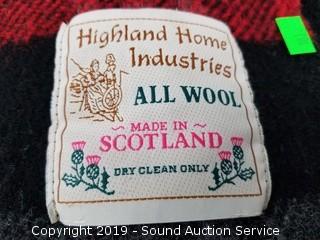 Highland Home
Industries
ALL WOOL
~ MADE IN ~
SCOTLAND
DRY CLEAN ONLY
Copyright 2019 - Sound Auction Service